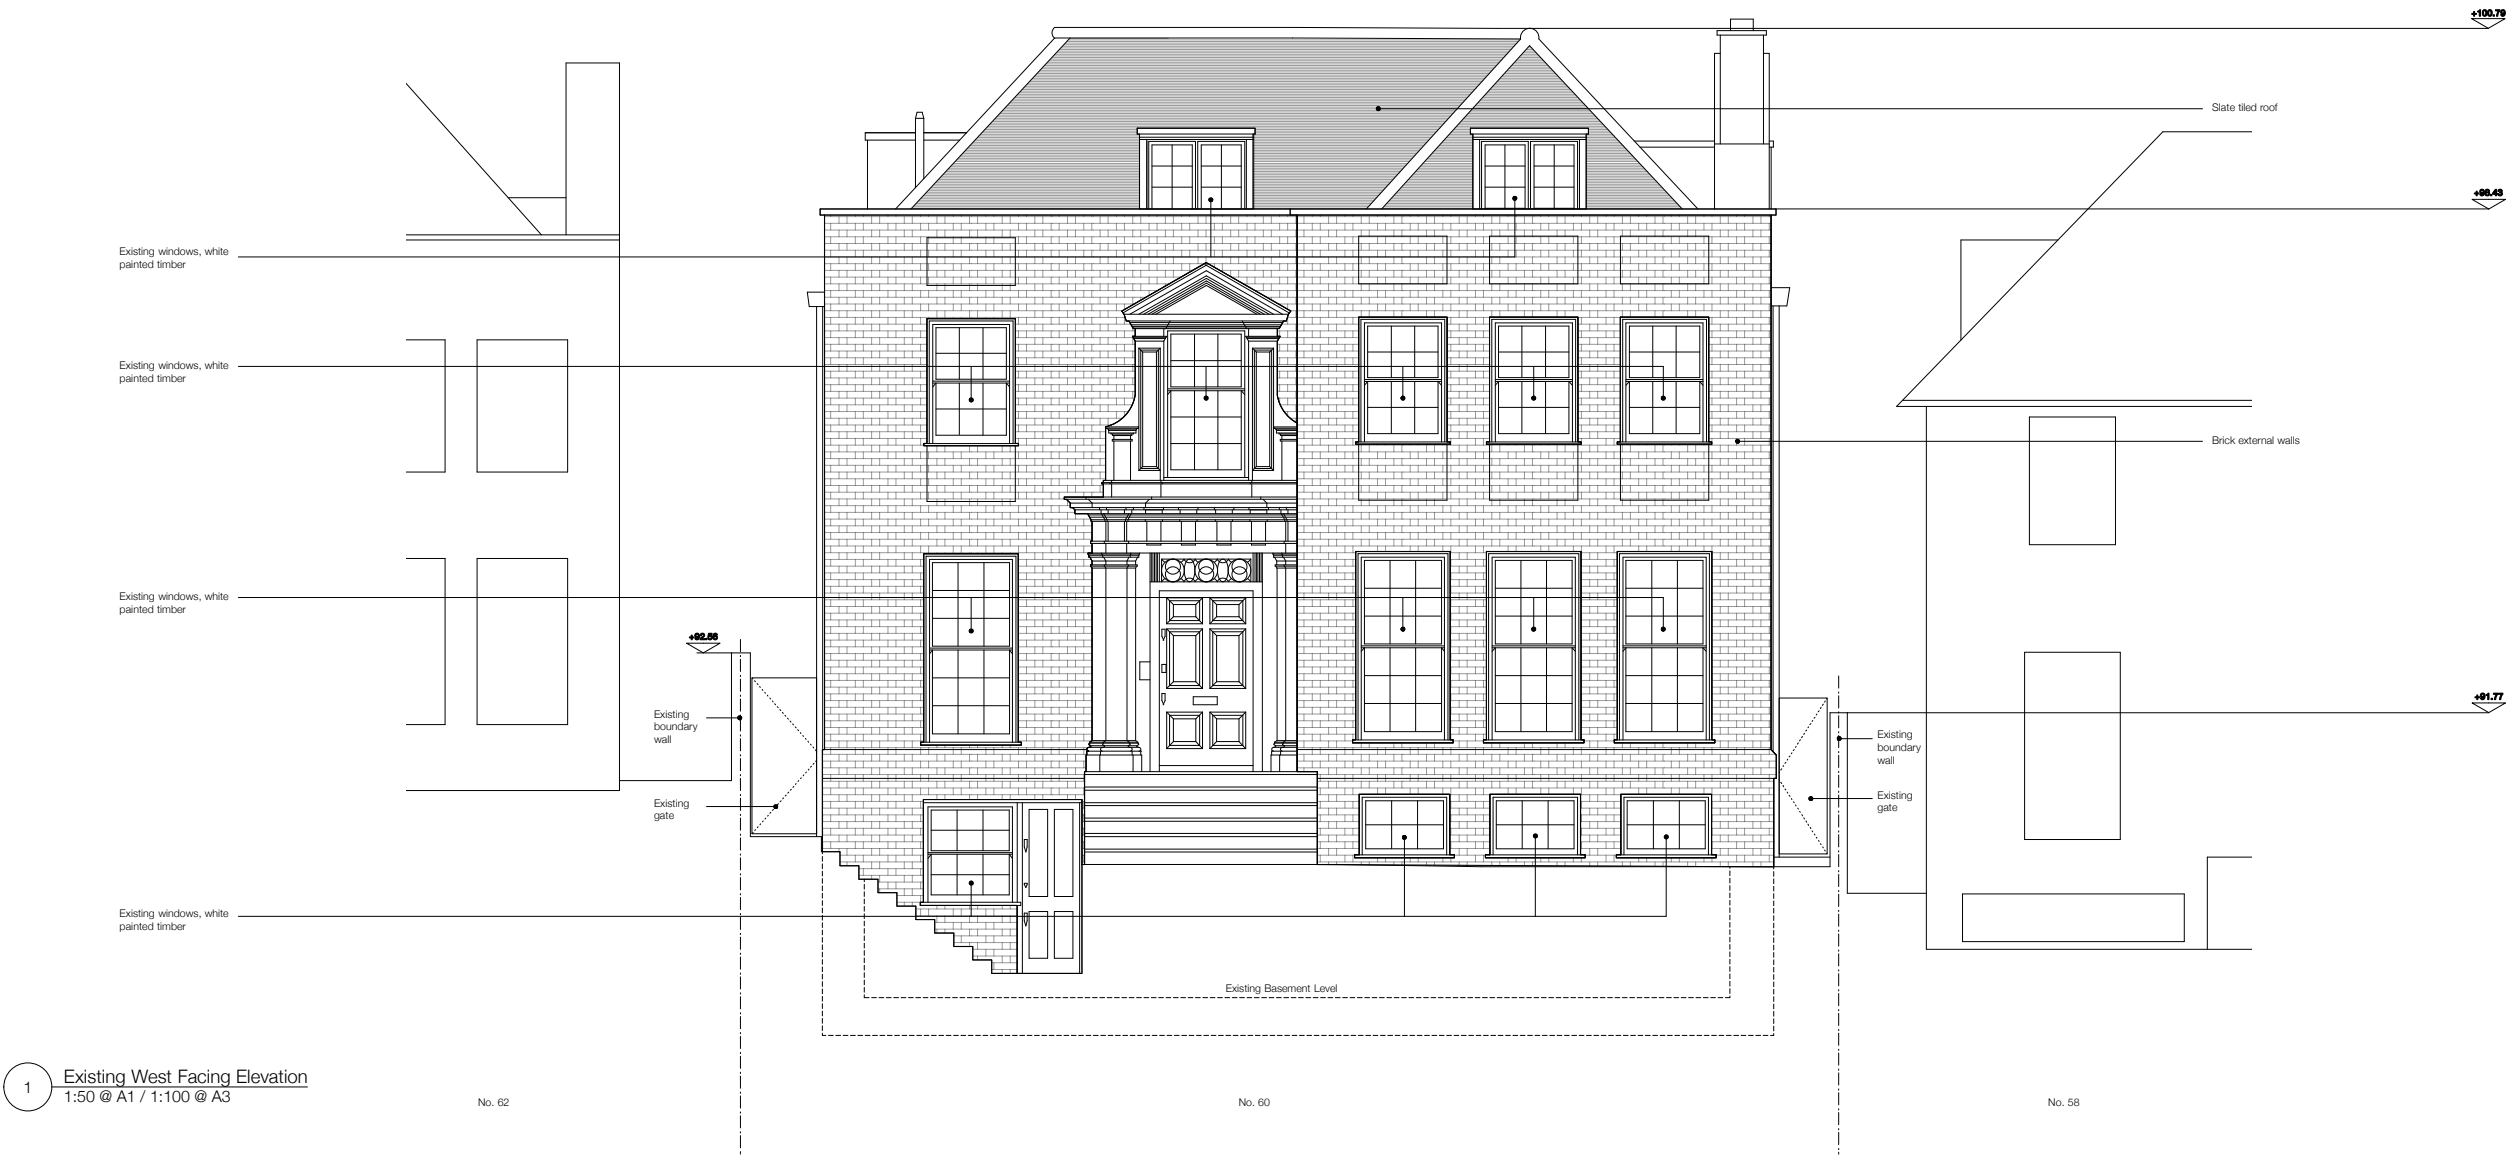 +100.79
Slate tiled roof
+98.43
Existing windows, white
painted timber
Existing windows, white
painted timber
Brick external walls
Existing windows, white
painted timber
+92.56
+91.77
Existing
boundary
wall
Existing
boundary
wall
Existing
gate
Existing
gate
Existing windows, white
painted timber
Existing Basement Level
1
Existing West Facing Elevation
1:50 @ A1 / 1:100 @ A3
No. 62
No. 60
No. 58